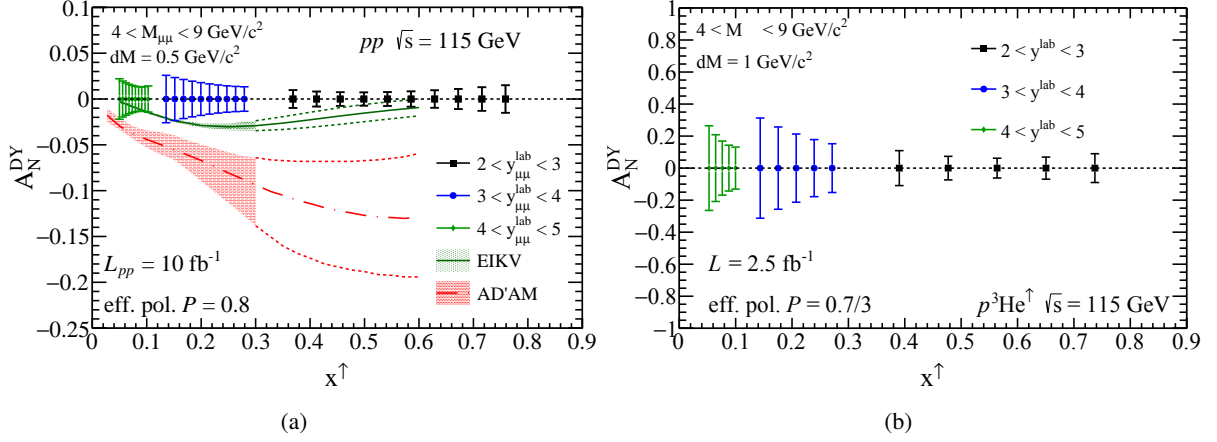 4 < Mμμ < 9 GeV/c²
dM = 0.5 GeV/c²
pp √s = 115 GeV
0.1
0.05
0
−0.05
−0.1
−0.15
−0.2
−0.25
A_N^DY
2 < yμμ^lab < 3
3 < yμμ^lab < 4
4 < yμμ^lab < 5
EIKV
AD'AM
L_pp = 10 fb⁻¹
eff. pol. P = 0.8
0 0.1 0.2 0.3 0.4 0.5 0.6 0.7 0.8 0.9
x↑
(a)
4 < M < 9 GeV/c²
dM = 1 GeV/c²
1
0.8
0.6
0.4
0.2
0
−0.2
−0.4
−0.6
−0.8
−1
A_N^DY
2 < y^lab < 3
3 < y^lab < 4
4 < y^lab < 5
L = 2.5 fb⁻¹
eff. pol. P = 0.7/3
p³He↑ √s = 115 GeV
0 0.1 0.2 0.3 0.4 0.5 0.6 0.7 0.8 0.9
x↑
(b)